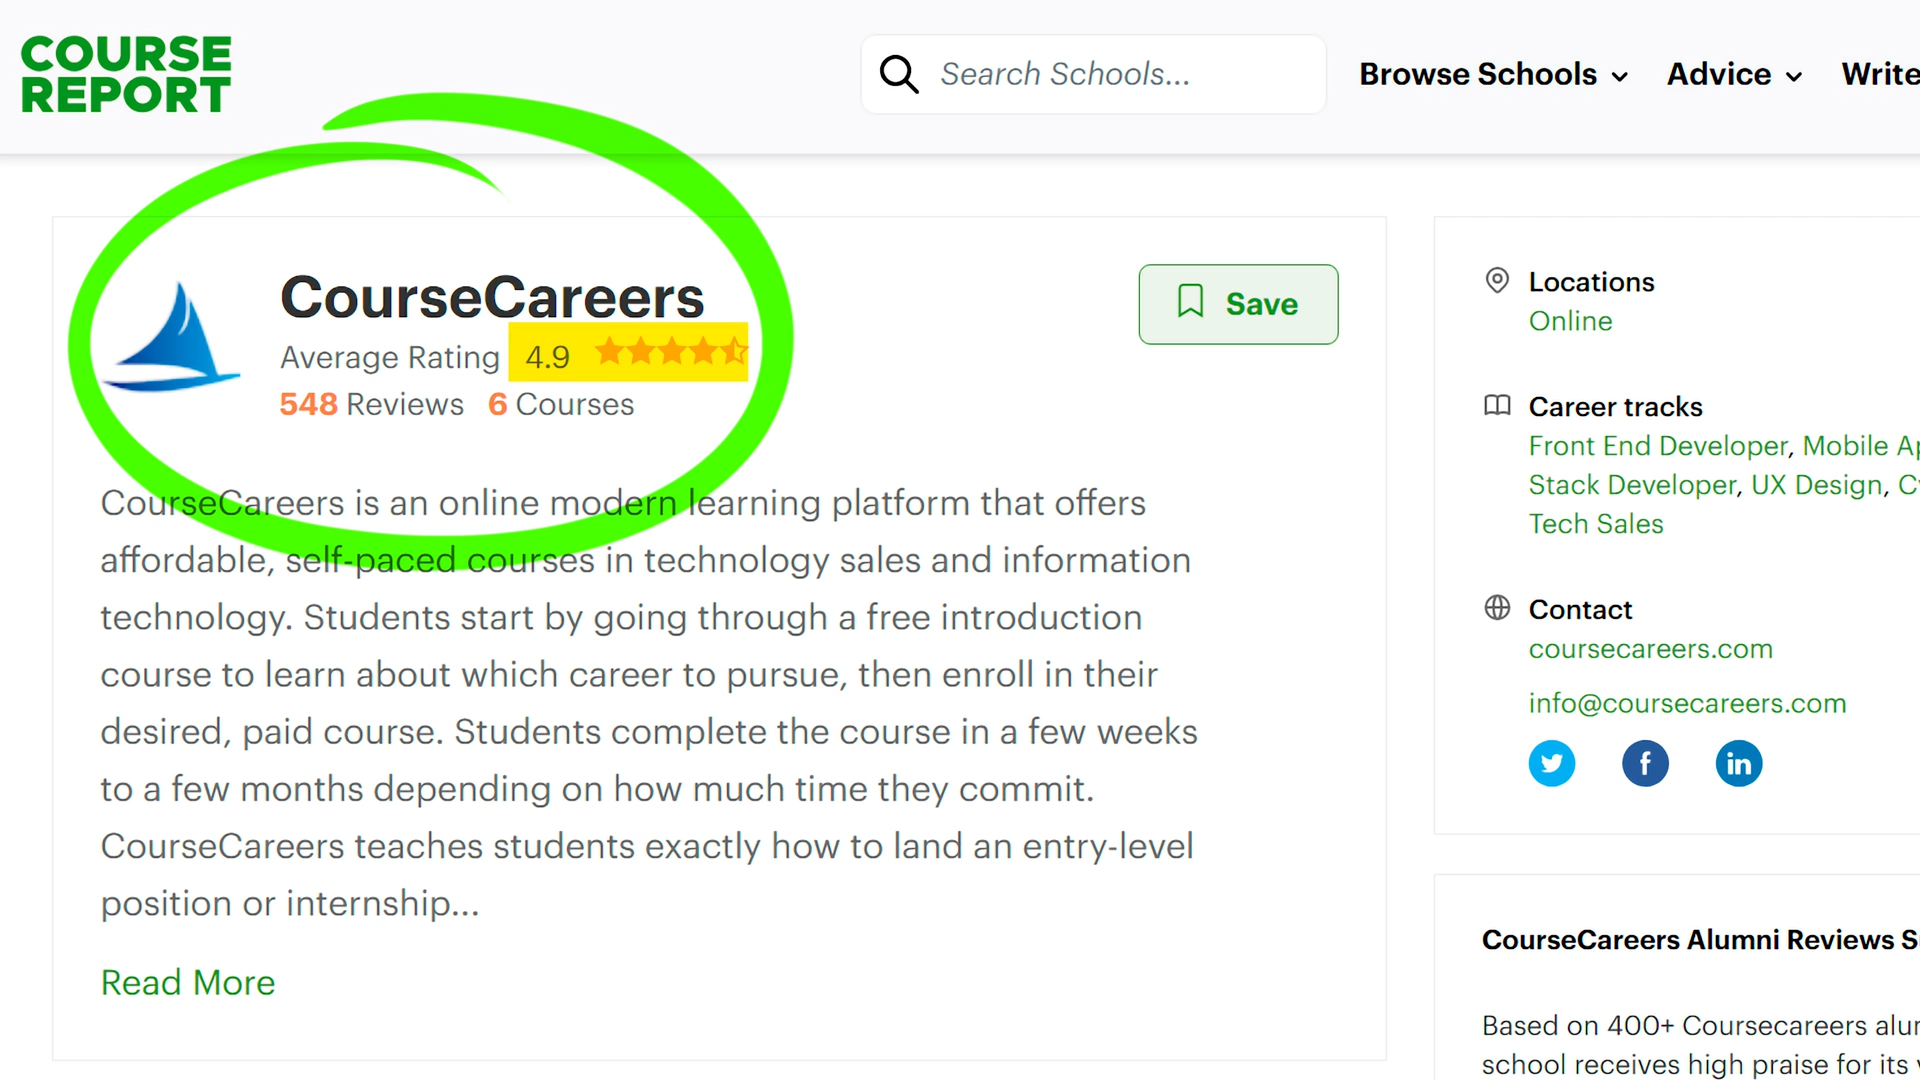 COURSE
REPORT
Search Schools...
Browse Schools
Advice
Write
CourseCareers
Average Rating 4.9
548 Reviews 6 Courses
Save
CourseCareers is an online modern learning platform that offers
affordable, self-paced courses in technology sales and information
technology. Students start by going through a free introduction
course to learn about which career to pursue, then enroll in their
desired, paid course. Students complete the course in a few weeks
to a few months depending on how much time they commit.
CourseCareers teaches students exactly how to land an entry-level
position or internship...
Read More
Locations
Online
Career tracks
Front End Developer, Mobile Ap
Stack Developer, UX Design, Cy
Tech Sales
Contact
coursecareers.com
info@coursecareers.com
CourseCareers Alumni Reviews S
Based on 400+ Coursecareers alu
school receives high praise for its